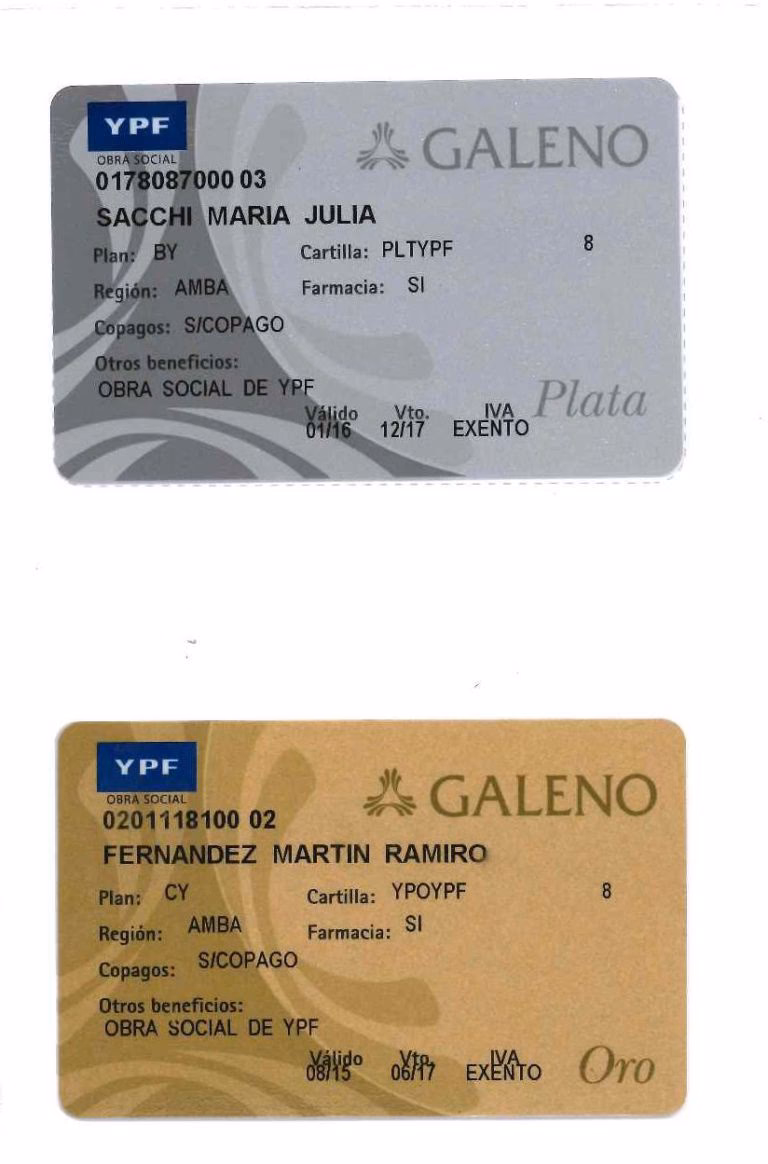 YPF
OBRA SOCIAL
GALENO
0178087000 03
SACCHI MARIA JULIA
Plan: BY Cartilla: PLTYPF 8
Región: AMBA Farmacia: SI
Copagos: S/COPAGO
Otros beneficios:
OBRA SOCIAL DE YPF
Válido Vto. IVA Plata
01/16 12/17 EXENTO
YPF
OBRA SOCIAL
GALENO
0201118100 02
FERNANDEZ MARTIN RAMIRO
Plan: CY Cartilla: YPOYPF 8
Región: AMBA Farmacia: SI
Copagos: S/COPAGO
Otros beneficios:
OBRA SOCIAL DE YPF
Válido Vto. IVA Oro
08/15 06/17 EXENTO